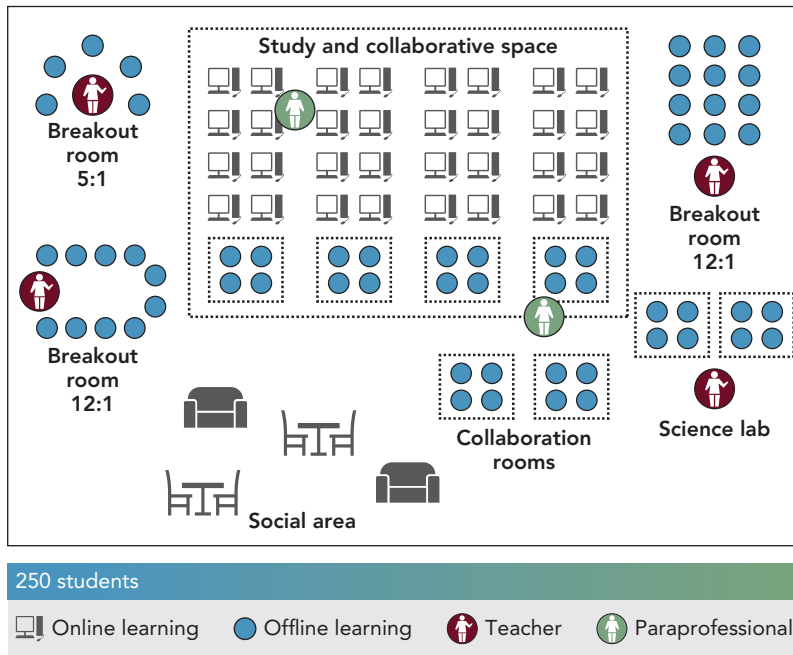 Study and collaborative space
Breakout
room
5:1
Breakout
room
12:1
Breakout
room
12:1
Science lab
Collaboration
rooms
Social area
250 students
Online learning
Offline learning
Teacher
Paraprofessional